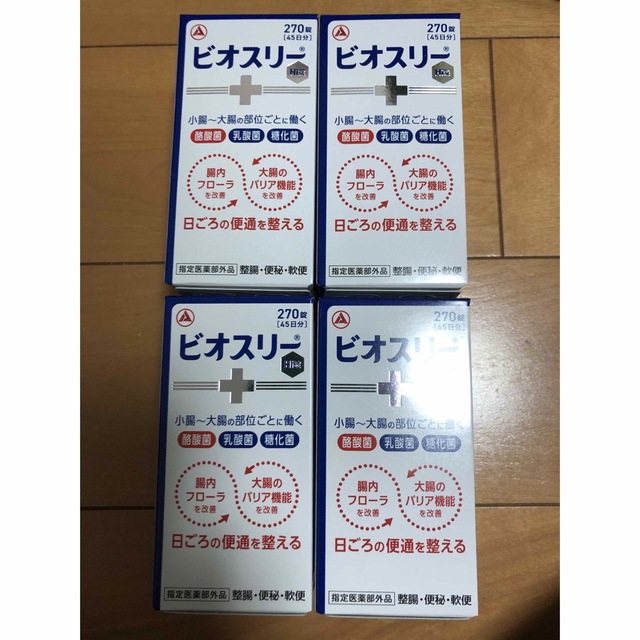 270錠
[45日分]
ビオスリー®
Hi錠
小腸~大腸の部位ごとに働く
酪酸菌 乳酸菌 糖化菌
腸内
フローラ
を改善
大腸の
バリア機能
を改善
日ごろの便通を整える
指定医薬部外品 整腸・便秘・軟便
270錠
[45日分]
ビオスリー®
Hi錠
小腸~大腸の部位ごとに働く
酪酸菌 乳酸菌 糖化菌
腸内
フローラ
を改善
大腸の
バリア機能
を改善
日ごろの便通を整える
指定医薬部外品 整腸・便秘・軟便
270錠
[45日分]
ビオスリー®
Hi錠
小腸~大腸の部位ごとに働く
酪酸菌 乳酸菌 糖化菌
腸内
フローラ
を改善
大腸の
バリア機能
を改善
日ごろの便通を整える
指定医薬部外品 整腸・便秘・軟便
270錠
[45日分]
ビオスリー
小腸~大腸の部位ごとに働く
酪酸菌 乳酸菌 糖化菌
腸内
フローラ
を改善
大腸の
バリア機能
を改善
日ごろの便通を整える
指定医薬部外品 整腸・便秘・軟便